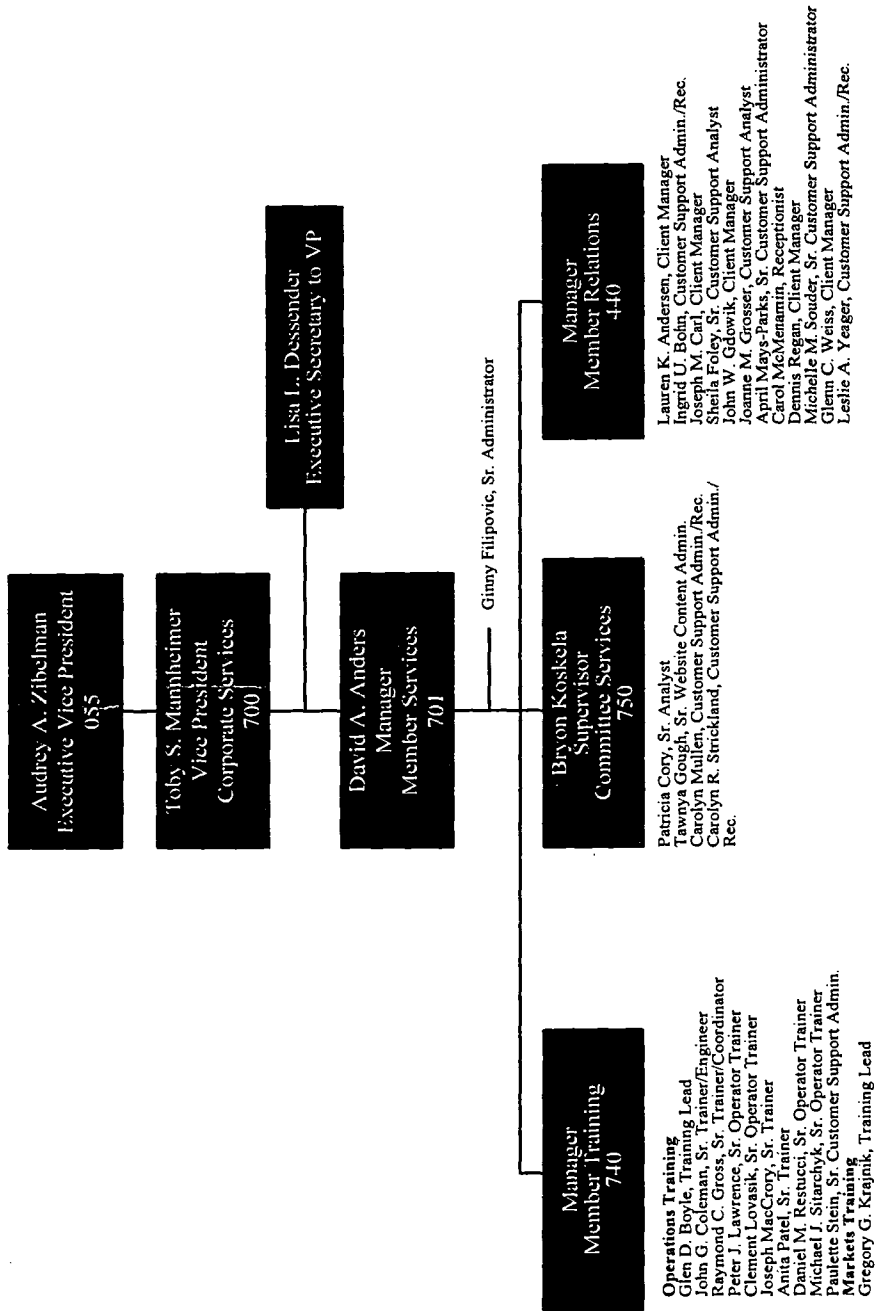 Audrey A. Zibelman
Executive Vice President
055
Toby S. Mannheimer
Vice President
Corporate Services
700
Lisa L. Dessender
Executive Secretary to VP
David A. Anders
Manager
Member Services
701
Ginny Filipovic, Sr. Administrator
Manager
Member Training
740
Operations Training
Glen D. Boyle, Training Lead
John G. Coleman, Sr. Trainer/Engineer
Raymond C. Gross, Sr. Trainer/Coordinator
Peter J. Lawrence, Sr. Operator Trainer
Clement Lovasik, Sr. Operator Trainer
Joseph MacCrory, Sr. Trainer
Anita Patel, Sr. Trainer
Daniel M. Restucci, Sr. Operator Trainer
Michael J. Sitarchyk, Sr. Operator Trainer
Paulette Stein, Sr. Customer Support Admin.
Markets Training
Gregory G. Krajnik, Training Lead
Bryon Koskela
Supervisor
Committee Services
750
Patricia Cory, Sr. Analyst
Tawnya Gough, Sr. Website Content Admin.
Carolyn Mullen, Customer Support Admin./Rec.
Carolyn R. Strickland, Customer Support Admin./
Rec.
Manager
Member Relations
440
Lauren K. Andersen, Client Manager
Ingrid U. Bohn, Customer Support Admin./Rec.
Joseph M. Carl, Client Manager
Sheila Foley, Sr. Customer Support Analyst
John W. Gdowik, Client Manager
Joanne M. Grosser, Customer Support Analyst
April Mays-Parks, Sr. Customer Support Administrator
Carol McMenamin, Receptionist
Dennis Regan, Client Manager
Michelle M. Souder, Sr. Customer Support Administrator
Glenn C. Weiss, Client Manager
Leslie A. Yeager, Customer Support Admin./Rec.